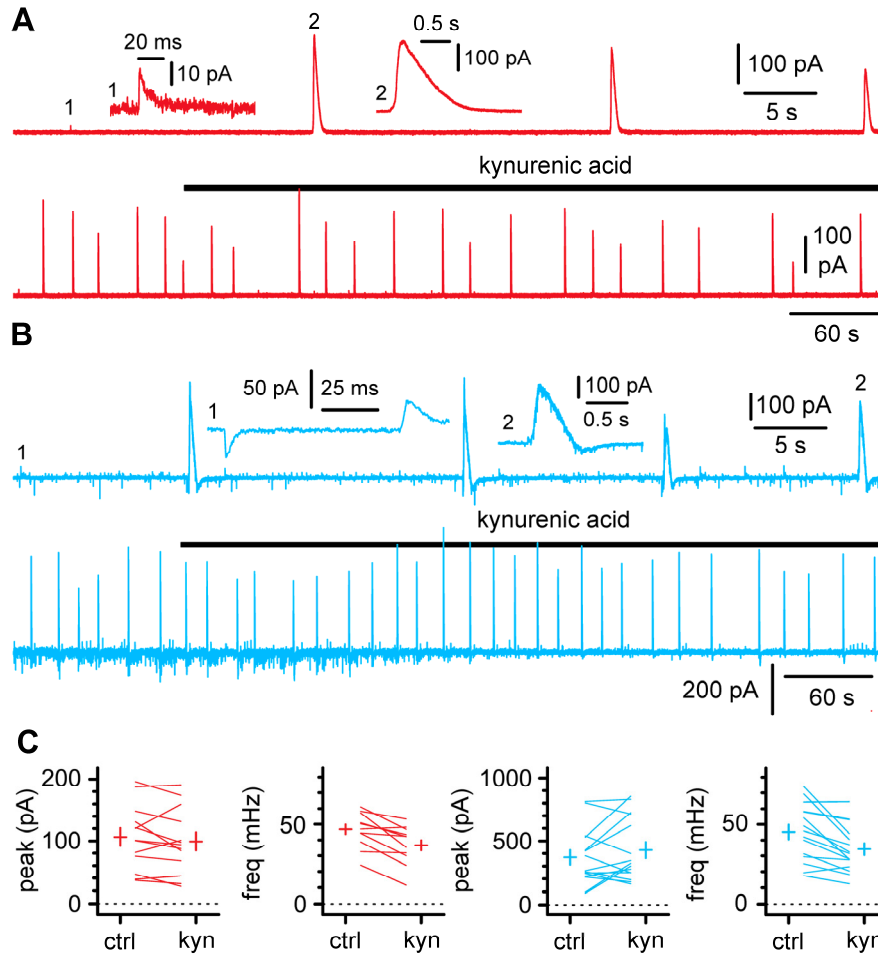 A
20 ms
10 pA
1
1
2
0.5 s
100 pA
2
100 pA
5 s
kynurenic acid
100
pA
60 s
B
50 pA
25 ms
1
1
100 pA
0.5 s
2
100 pA
5 s
2
kynurenic acid
200 pA
60 s
C
peak (pA)
200
100
0
ctrl
kyn
freq (mHz)
50
0
ctrl
kyn
peak (pA)
1000
500
0
ctrl
kyn
freq (mHz)
50
0
ctrl
kyn